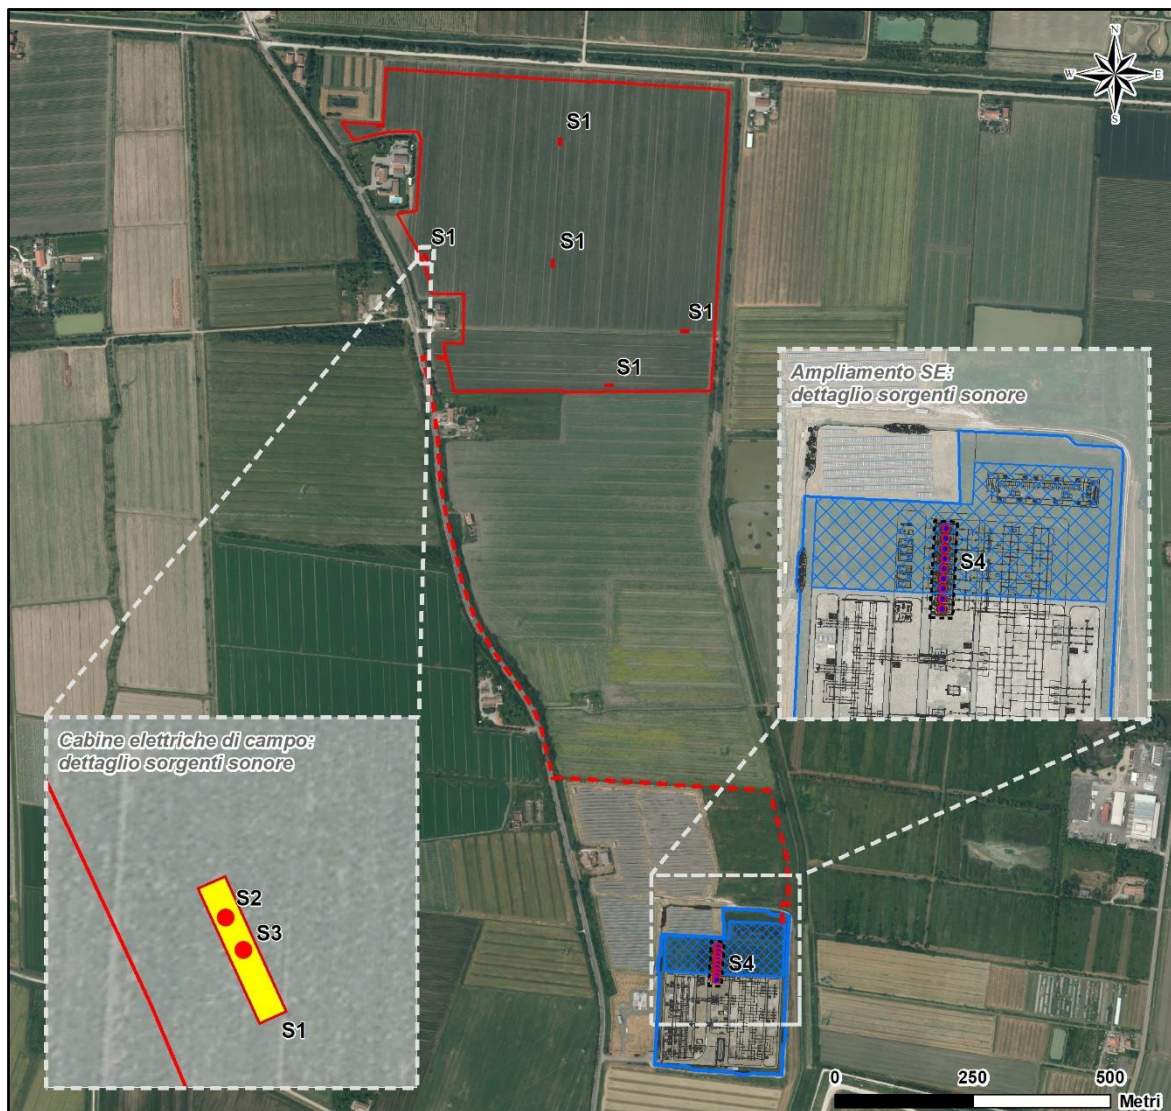 N
W E
S
S1
S1
S1
S1
S1
Ampliamento SE:
dettaglio sorgenti sonore
S4
Cabine elettriche di campo:
dettaglio sorgenti sonore
S2
S3
S1
S4
0 250 500
Metri